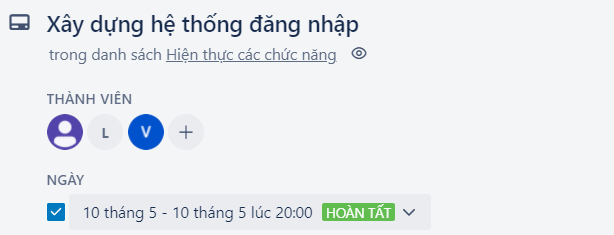 Xây dựng hệ thống đăng nhập
trong danh sách Hiện thực các chức năng
THÀNH VIÊN
L V
NGÀY
10 tháng 5 - 10 tháng 5 lúc 20:00 HOÀN TẤT